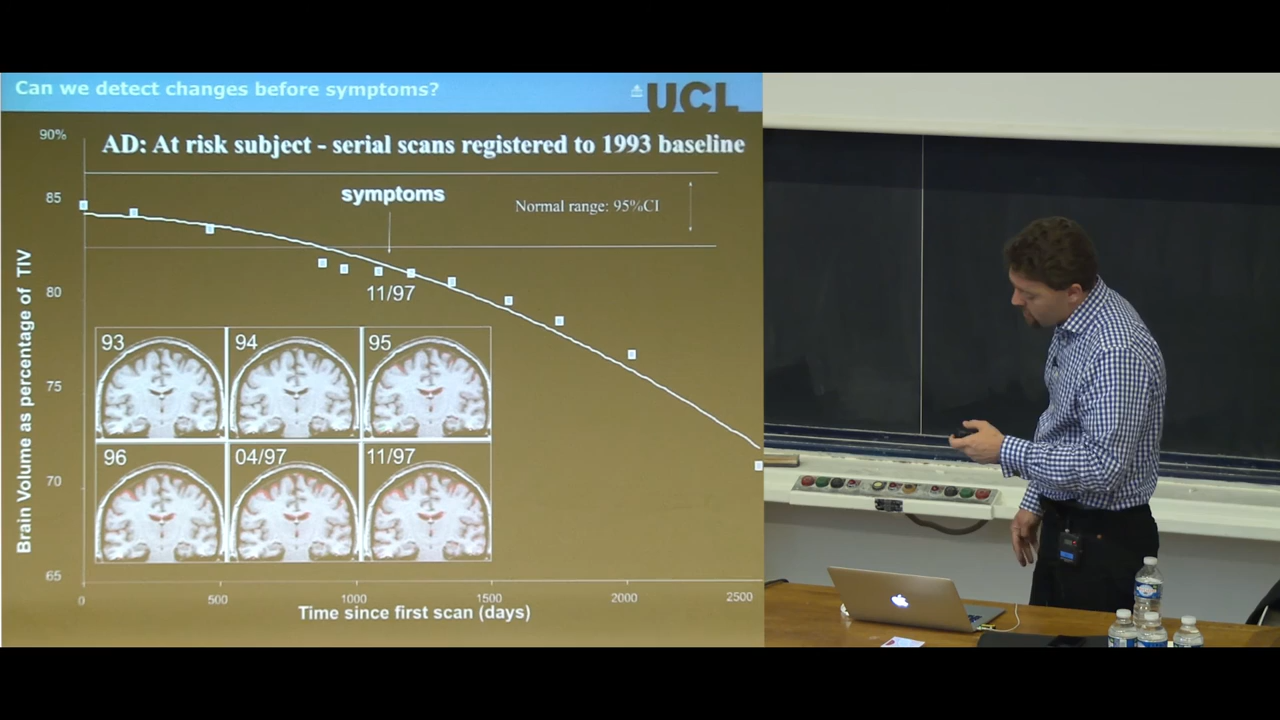 Can we detect changes before symptoms?
UCL
90%
AD: At risk subject - serial scans registered to 1993 baseline
symptoms
85
Normal range: 95%CI
80
11/97
93
94
95
75
96
04/97
11/97
70
65
Brain Volume as percentage of TIV
0
500
1000
1500
2000
2500
Time since first scan (days)